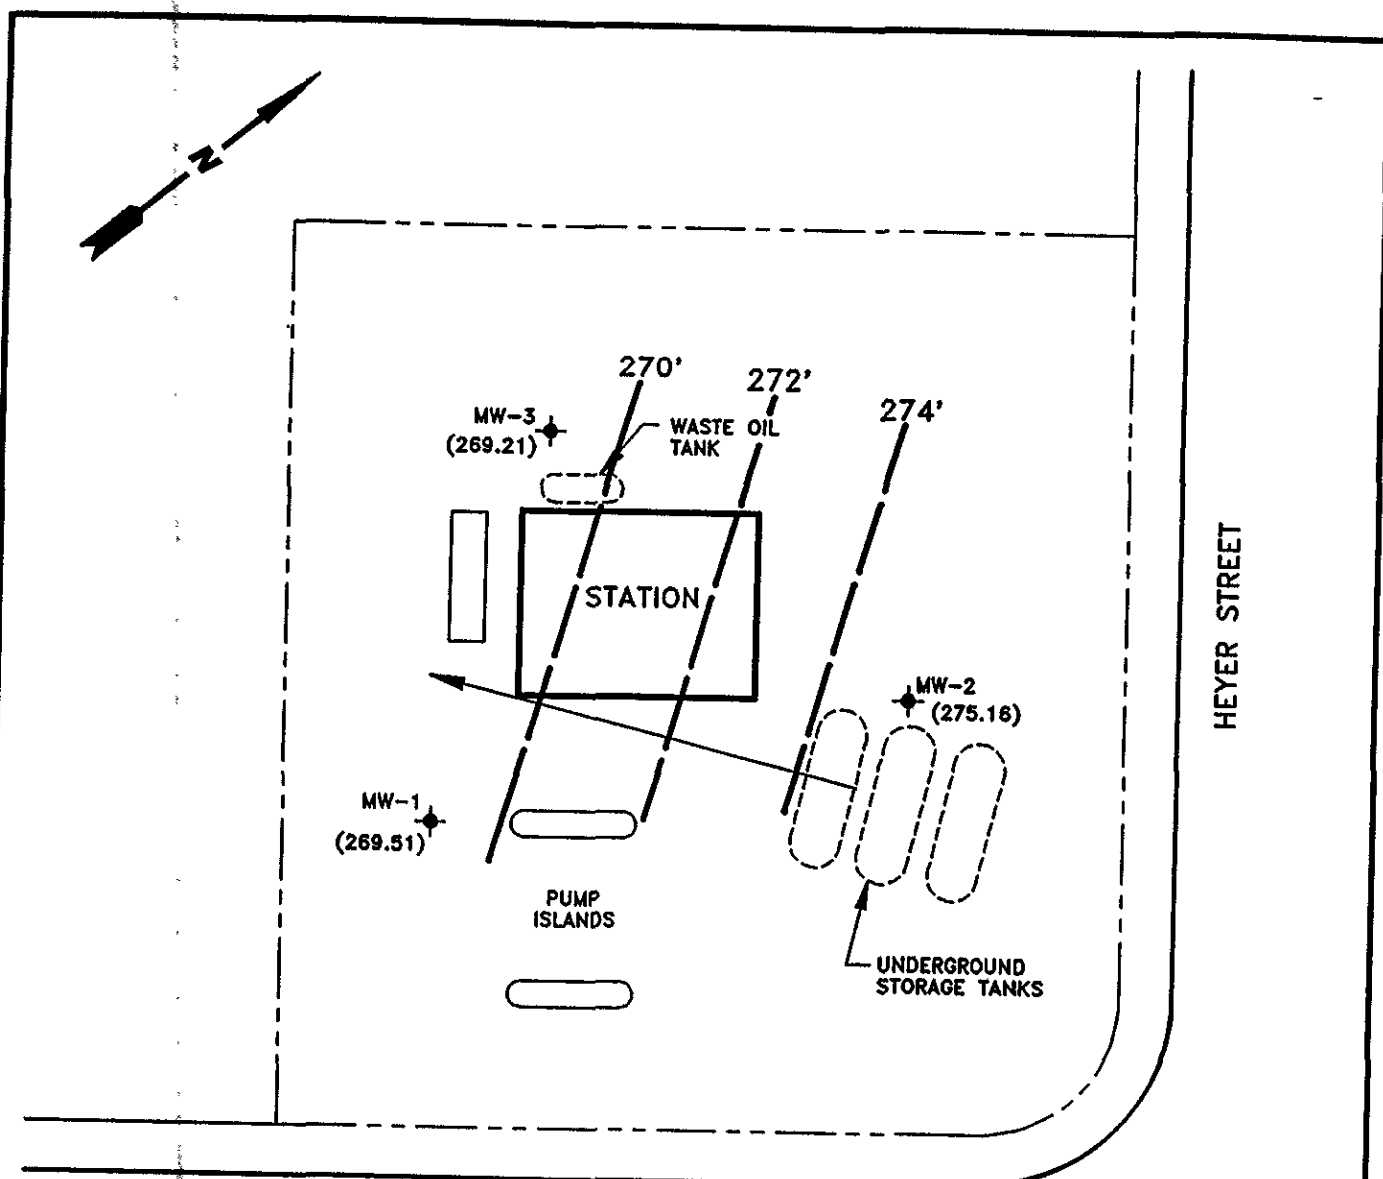 N
270'
272'
274'
MW-3
(269.21)
WASTE OIL
TANK
STATION
HEYER STREET
MW-2
(275.16)
MW-1
(269.51)
PUMP
ISLANDS
UNDERGROUND
STORAGE TANKS